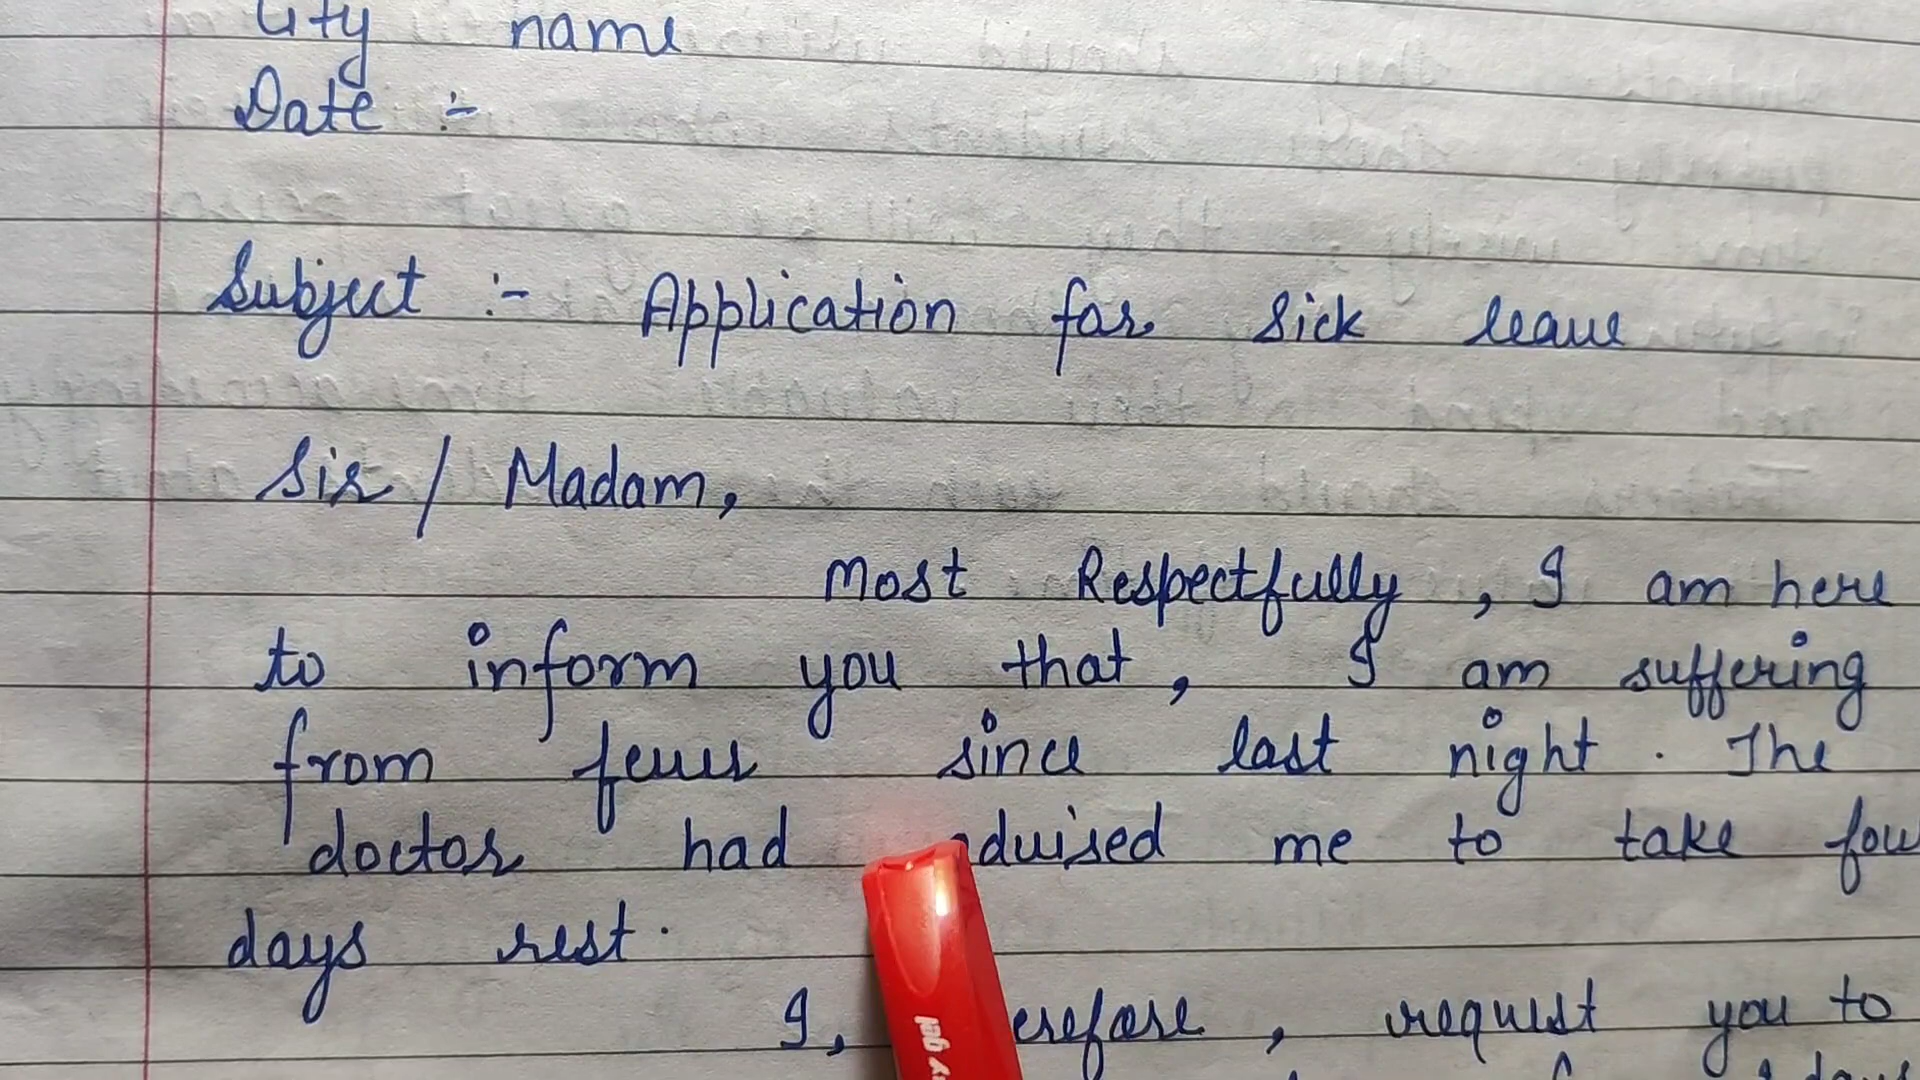 City name
Date :-
Subject :- Application for sick leave
Sir / Madam,
Most Respectfully, I am here
to inform you that, I am suffering
from fever since last night. The
doctor had advised me to take few
days rest.
I, therefore, request you to